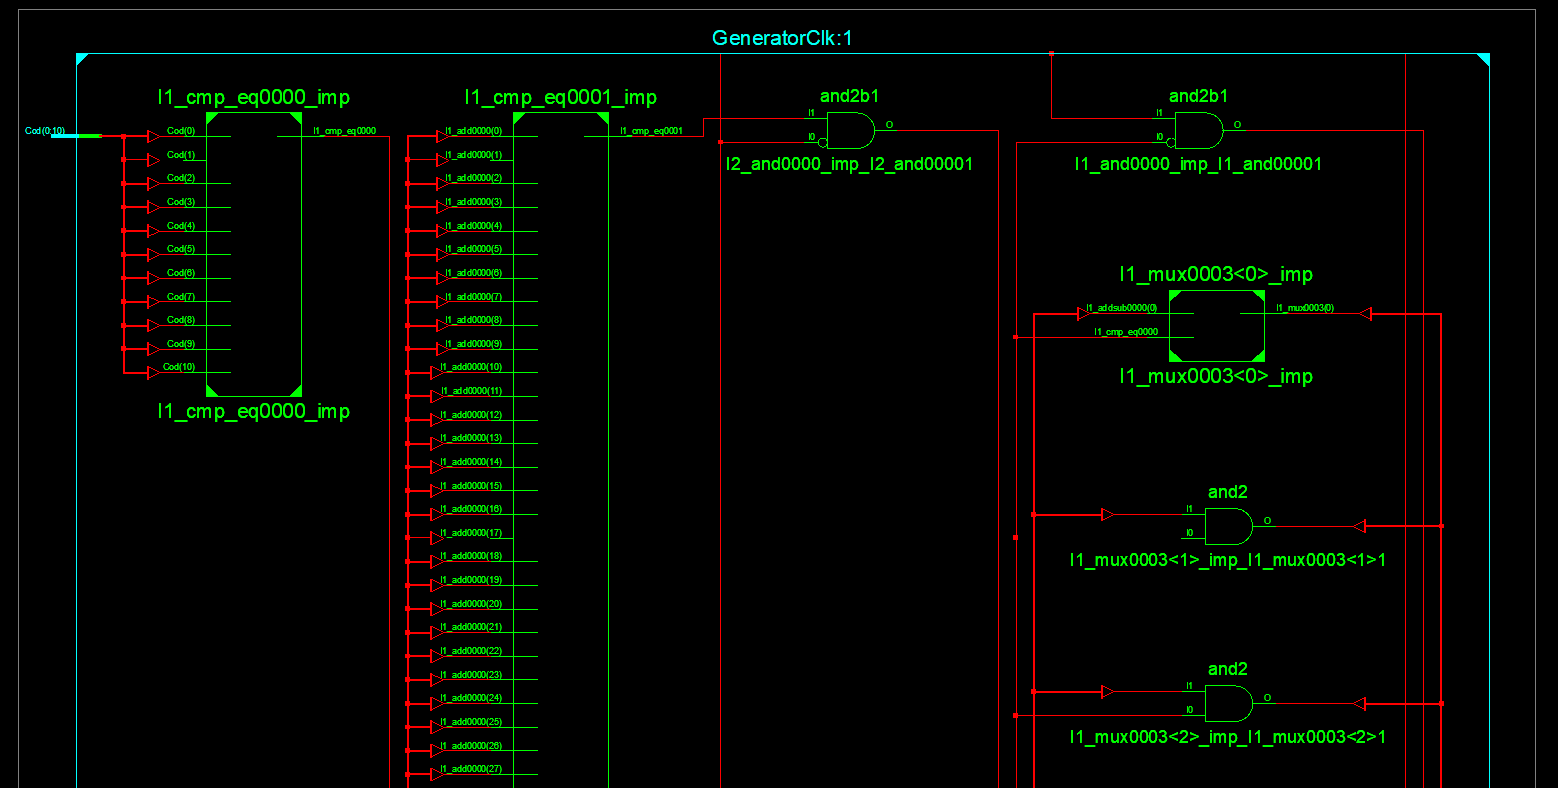 GeneratorClk:1
Cod(0:10)
I1_cmp_eq0000_imp
Cod(0)
Cod(1)
Cod(2)
Cod(3)
Cod(4)
Cod(5)
Cod(6)
Cod(7)
Cod(8)
Cod(9)
Cod(10)
I1_cmp_eq0000
I1_cmp_eq0000_imp
I1_cmp_eq0001_imp
I1_add0000(0)
I1_add0000(1)
I1_add0000(2)
I1_add0000(3)
I1_add0000(4)
I1_add0000(5)
I1_add0000(6)
I1_add0000(7)
I1_add0000(8)
I1_add0000(9)
I1_add0000(10)
I1_add0000(11)
I1_add0000(12)
I1_add0000(13)
I1_add0000(14)
I1_add0000(15)
I1_add0000(16)
I1_add0000(17)
I1_add0000(18)
I1_add0000(19)
I1_add0000(20)
I1_add0000(21)
I1_add0000(22)
I1_add0000(23)
I1_add0000(24)
I1_add0000(25)
I1_add0000(26)
I1_add0000(27)
I1_cmp_eq0001
and2b1
I1
I0
O
I2_and0000_imp_I2_and00001
and2b1
I1
I0
O
I1_and0000_imp_I1_and00001
I1_mux0003<0>_imp
I1_addsub0000(0)
I1_cmp_eq0000
I1_mux0003(0)
I1_mux0003<0>_imp
and2
I1
I0
O
I1_mux0003<1>_imp_I1_mux0003<1>1
and2
I1
I0
O
I1_mux0003<2>_imp_I1_mux0003<2>1